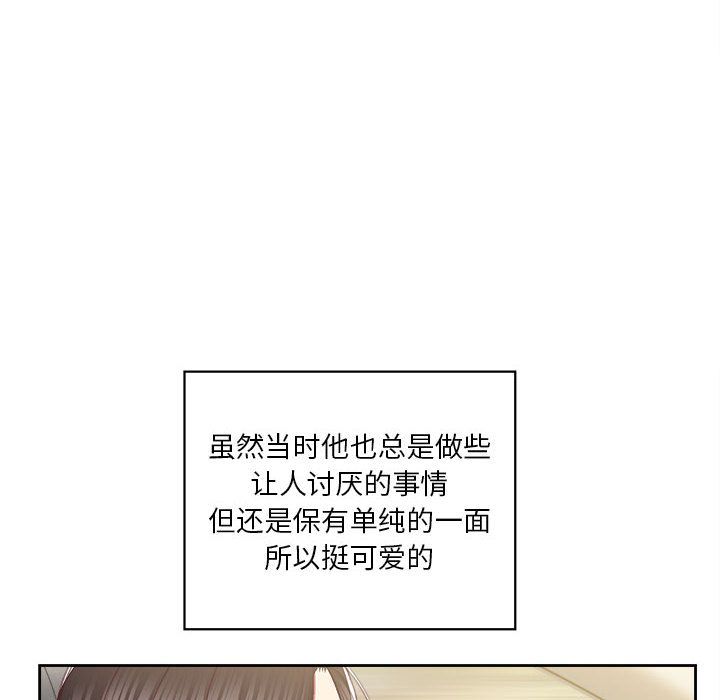 虽然当时他也总是做些
让人讨厌的事情
但还是保有单纯的一面
所以挺可爱的